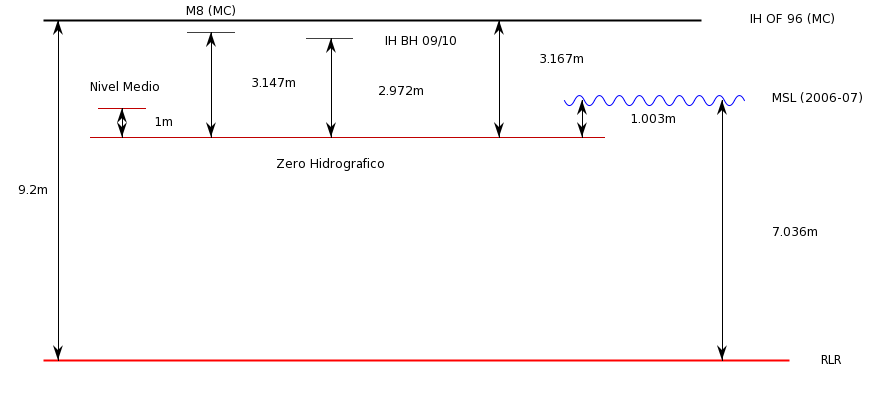 M8 (MC)
IH OF 96 (MC)
IH BH 09/10
3.167m
Nivel Medio
3.147m
2.972m
MSL (2006-07)
1m
1.003m
Zero Hidrografico
9.2m
7.036m
RLR